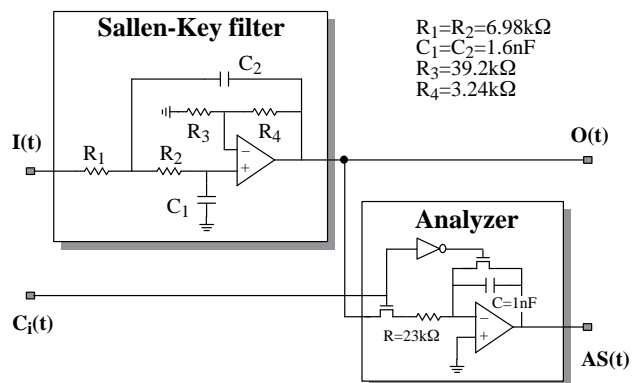 Sallen-Key filter
R1=R2=6.98kΩ
C1=C2=1.6nF
R3=39.2kΩ
R4=3.24kΩ
C2
R3
R4
I(t)
R1
R2
−
+
C1
O(t)
Analyzer
Ci(t)
C=1nF
R=23kΩ
−
+
AS(t)